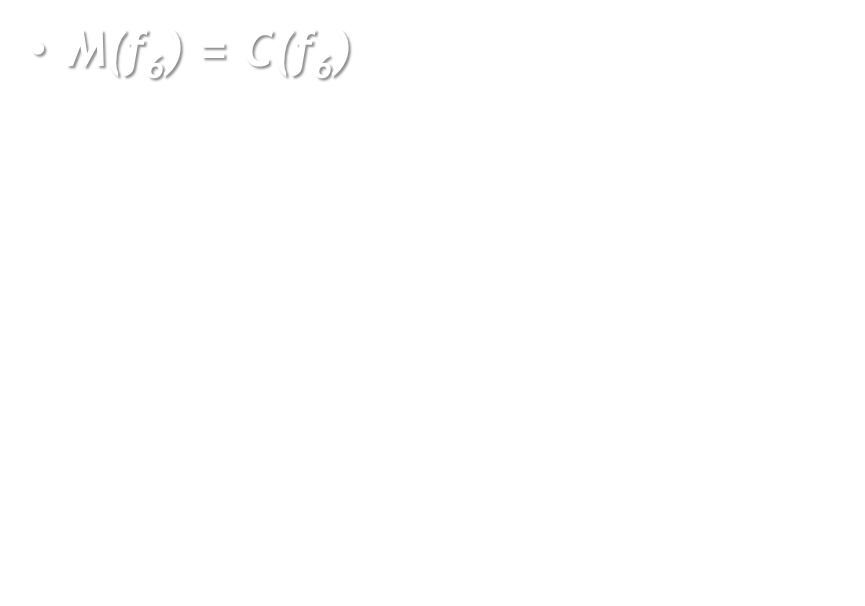 • M(f₆) = C(f₆)